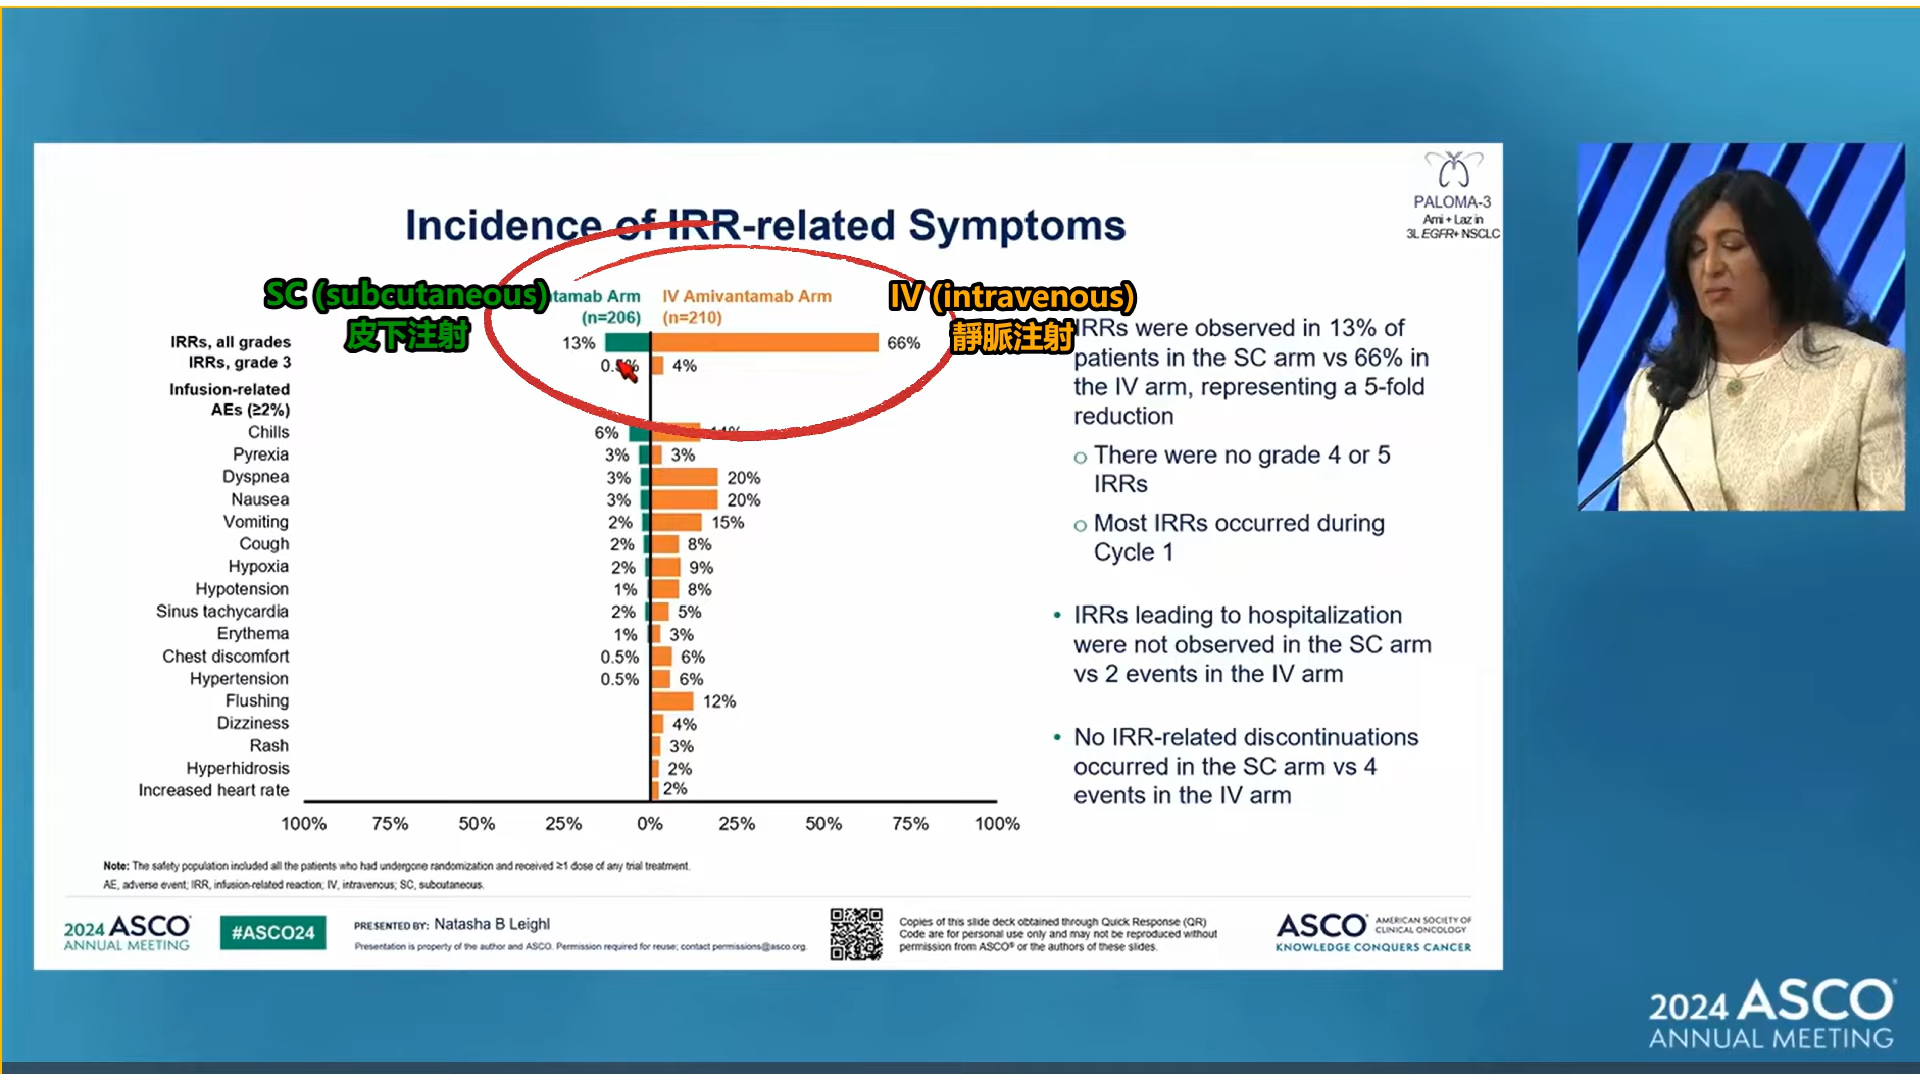 PALOMA-3
Ami + Laz in
3L EGFR+ NSCLC
Incidence of IRR-related Symptoms
SC (subcutaneous)
皮下注射
tamab Arm
(n=206)
IV Amivantamab Arm
(n=210)
IV (intravenous)
靜脈注射
IRRs, all grades 13% 66%
IRRs, grade 3 4%
Infusion-related
AEs (≥2%)
Chills 6%
Pyrexia 3% 3%
Dyspnea 3% 20%
Nausea 3% 20%
Vomiting 2% 15%
Cough 2% 8%
Hypoxia 2% 9%
Hypotension 1% 8%
Sinus tachycardia 2% 5%
Erythema 1% 3%
Chest discomfort 0.5% 6%
Hypertension 0.5% 6%
Flushing 12%
Dizziness 4%
Rash 3%
Hyperhidrosis 2%
Increased heart rate 2%
100% 75% 50% 25% 0% 25% 50% 75% 100%
IRRs were observed in 13% of
patients in the SC arm vs 66% in
the IV arm, representing a 5-fold
reduction
There were no grade 4 or 5
IRRs
Most IRRs occurred during
Cycle 1
• IRRs leading to hospitalization
were not observed in the SC arm
vs 2 events in the IV arm
• No IRR-related discontinuations
occurred in the SC arm vs 4
events in the IV arm
Note: The safety population included all the patients who had undergone randomization and received ≥1 dose of any trial treatment.
AE, adverse event; IRR, infusion-related reaction; IV, intravenous; SC, subcutaneous.
2024 ASCO
ANNUAL MEETING
#ASCO24
PRESENTED BY: Natasha B Leighl
Presentation is property of the author and ASCO. Permission required for reuse; contact permissions@asco.org.
Copies of this slide deck obtained through Quick Response (QR)
Code are for personal use only and may not be reproduced without
permission from ASCO® or the authors of these slides.
ASCO AMERICAN SOCIETY OF
CLINICAL ONCOLOGY
KNOWLEDGE CONQUERS CANCER
2024 ASCO
ANNUAL MEETING